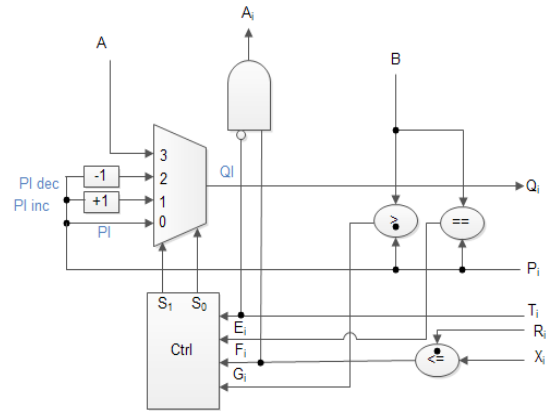 Aᵢ
A
B
3
PI dec
-1
2
QI
Qᵢ
PI inc
+1
1
>
==
PI
0
Pᵢ
S₁ S₀
Tᵢ
Eᵢ
Rᵢ
Ctrl
Fᵢ
<=
Xᵢ
Gᵢ